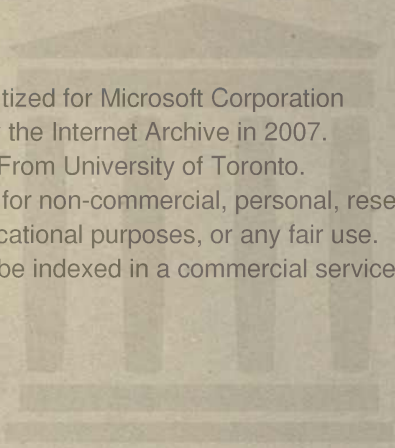 tized for Microsoft Corporation
the Internet Archive in 2007.
From University of Toronto.
for non-commercial, personal, rese
cational purposes, or any fair use.
be indexed in a commercial service